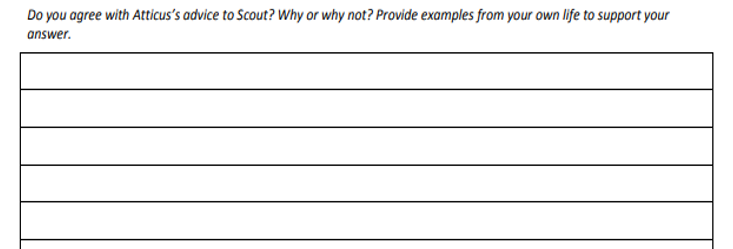 Do you agree with Atticus's advice to Scout? Why or why not? Provide examples from your own life to support your
answer.